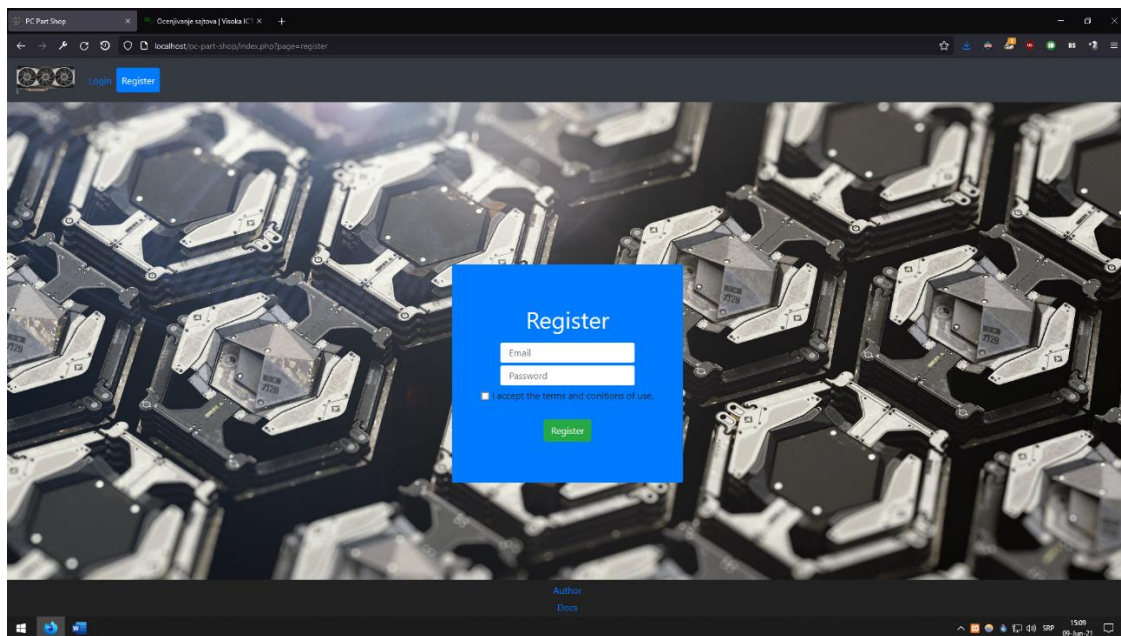 PC Part Shop
Ocenjivanje sajtova | Visoka ICT
localhost/pc-part-shop/index.php?page=register
Login
Register
Register
Email
Password
I accept the terms and conitions of use.
Register
Author
Docs
SRP
15:09
09-Jun-21